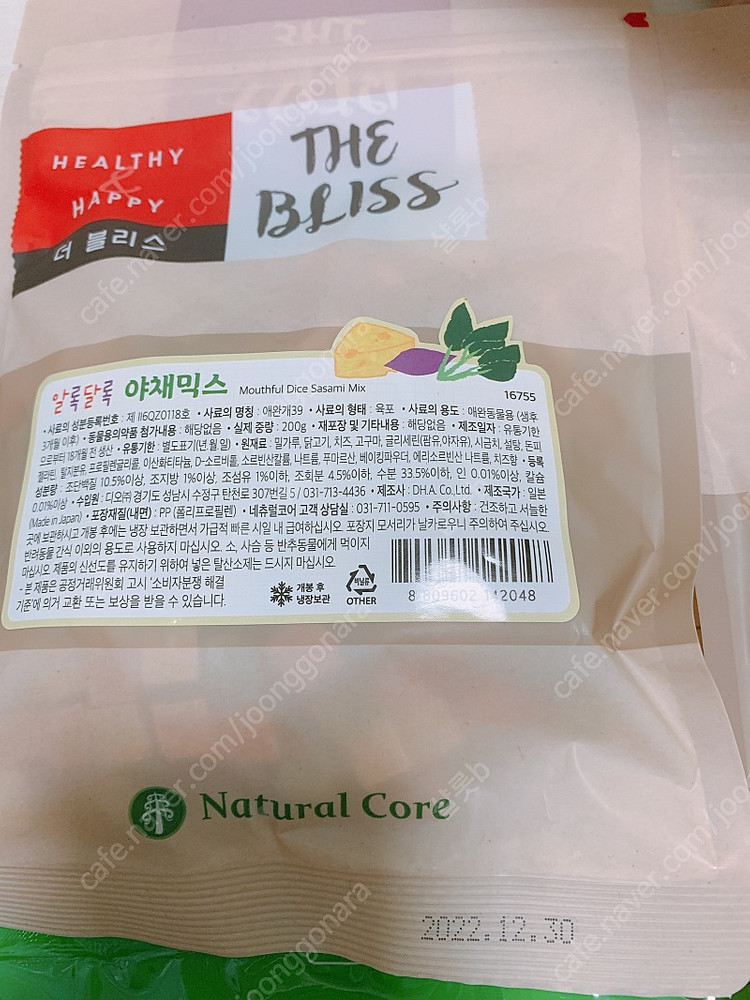 HEALTHY
HAPPY
더 블리스
THE
BLISS
알록달록 야채믹스 Mouthful Dice Sasami Mix 16755
• 사료의 성분등록번호 : 제 II6QZ0118호 • 사료의 명칭 : 애완개39 • 사료의 형태 : 육포 • 사료의 용도 : 애완동물용 (생후
3개월 이후) • 동물용의약품 첨가내용 : 해당없음 • 실제 중량 : 200g • 재포장 및 기타내용 : 해당없음 • 제조일자 : 유통기한
으로부터 18개월 전 생산 • 유통기한 : 별도표기(년,월,일) • 원재료 : 밀가루, 닭고기, 치즈, 고구마, 글리세린(팜유,야자유), 시금치, 설탕, 돈피,
젤라틴, 탈지분유, 프로필렌글리콜, 이산화티타늄, D-소르비톨, 소르빈산칼륨, 나트륨, 푸마르산, 베이킹파우더, 에리소르빈산 나트륨, 치즈향 • 등록
성분량 : 조단백질 10.5%이상, 조지방 1%이상, 조섬유 1%이하, 조회분 4.5%이하, 수분 33.5%이하, 인 0.01%이상, 칼슘
0.01%이상 • 수입원 : 디오㈜ 경기도 성남시 수정구 탄천로 307번길 5 / 031-713-4436 • 제조사 : D.H.A. Co.,Ltd. • 제조국가 : 일본
(Made in Japan) • 포장재질(내면) : PP (폴리프로필렌) • 네츄럴코어 고객 상담실 : 031-711-0595 • 주의사항 : 건조하고 서늘한
곳에 보관하시고 개봉 후에는 냉장 보관하면서 가급적 빠른 시일 내 급여하십시오. 포장지 모서리가 날카로우니 주의하여 주십시오.
반려동물 간식 이외의 용도로 사용하지 마십시오. 소, 사슴 등 반추동물에게 먹이지
마십시오. 제품의 신선도를 유지하기 위하여 넣은 탈산소제는 드시지 마십시오.
- 본 제품은 공정거래위원회 고시 '소비자분쟁 해결
기준'에 의거 교환 또는 보상을 받을 수 있습니다.
개봉 후
냉장보관
비닐류
OTHER
Natural Core
2022.12.30
cafe.naver.com/joonggonara